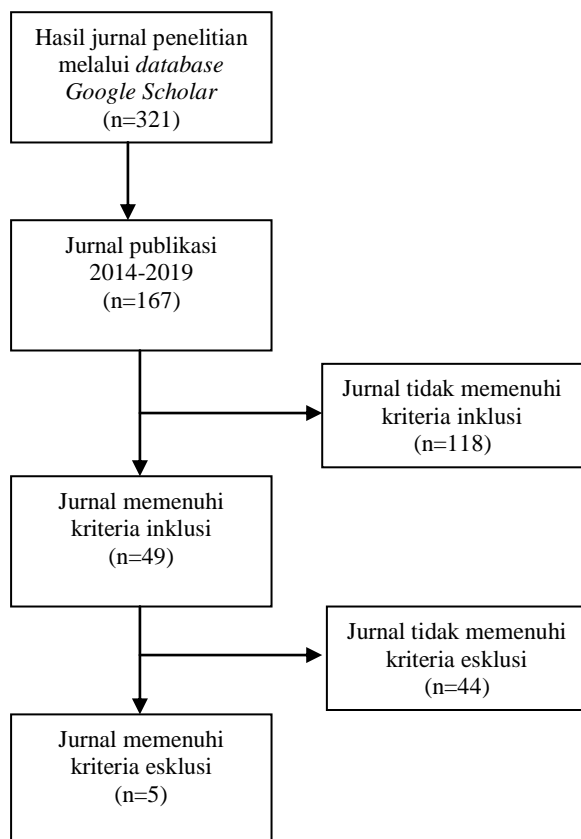 Hasil jurnal penelitian
melalui database
Google Scholar
(n=321)
Jurnal publikasi
2014-2019
(n=167)
Jurnal tidak memenuhi
kriteria inklusi
(n=118)
Jurnal memenuhi
kriteria inklusi
(n=49)
Jurnal tidak memenuhi
kriteria esklusi
(n=44)
Jurnal memenuhi
kriteria esklusi
(n=5)